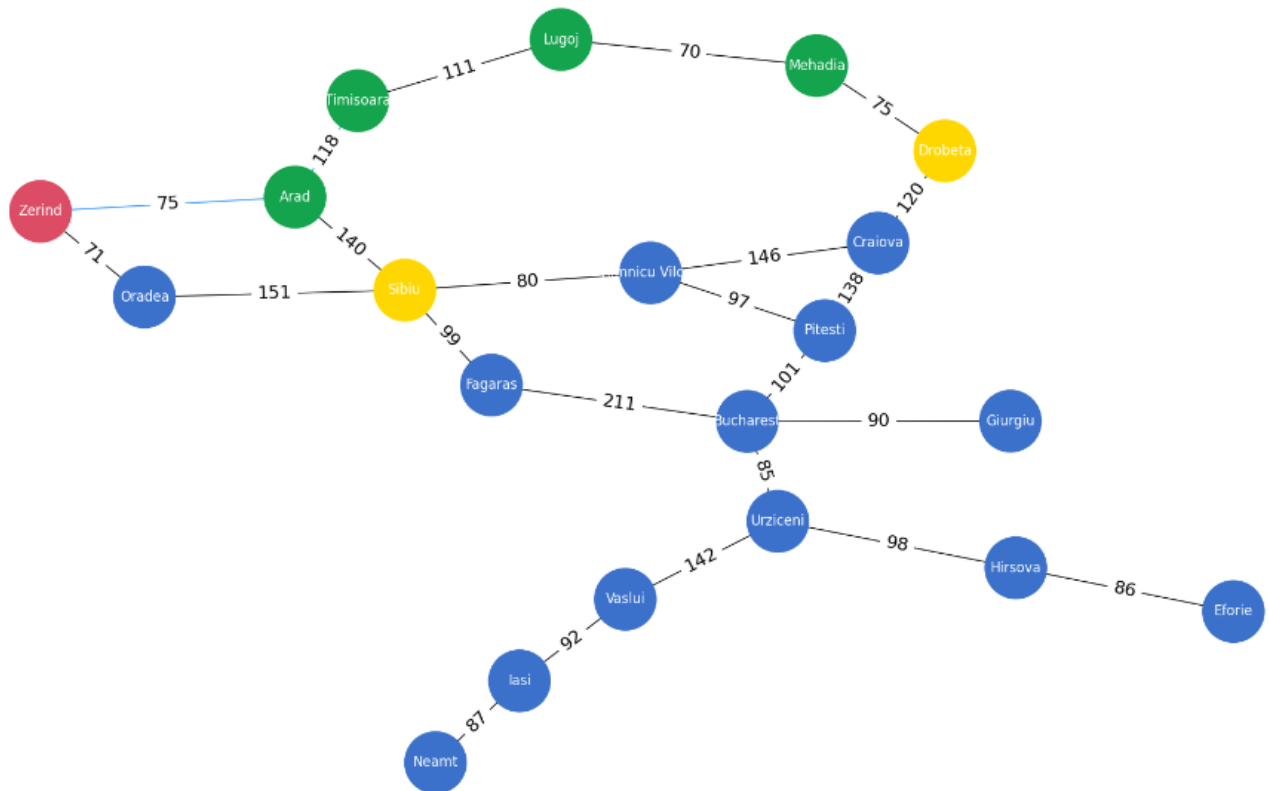 Lugoj
70
Mehadia
111
Timisoara
75
Drobeta
118
Arad
120
75
Zerind
Craiova
140
146
71
80
Sibiu
Oradea
151
97
138
Pitesti
99
Fagaras
101
211
Bucharest
90
Giurgiu
85
Urziceni
98
142
Hirsova
86
Vaslui
Eforie
92
Iasi
87
Neamt